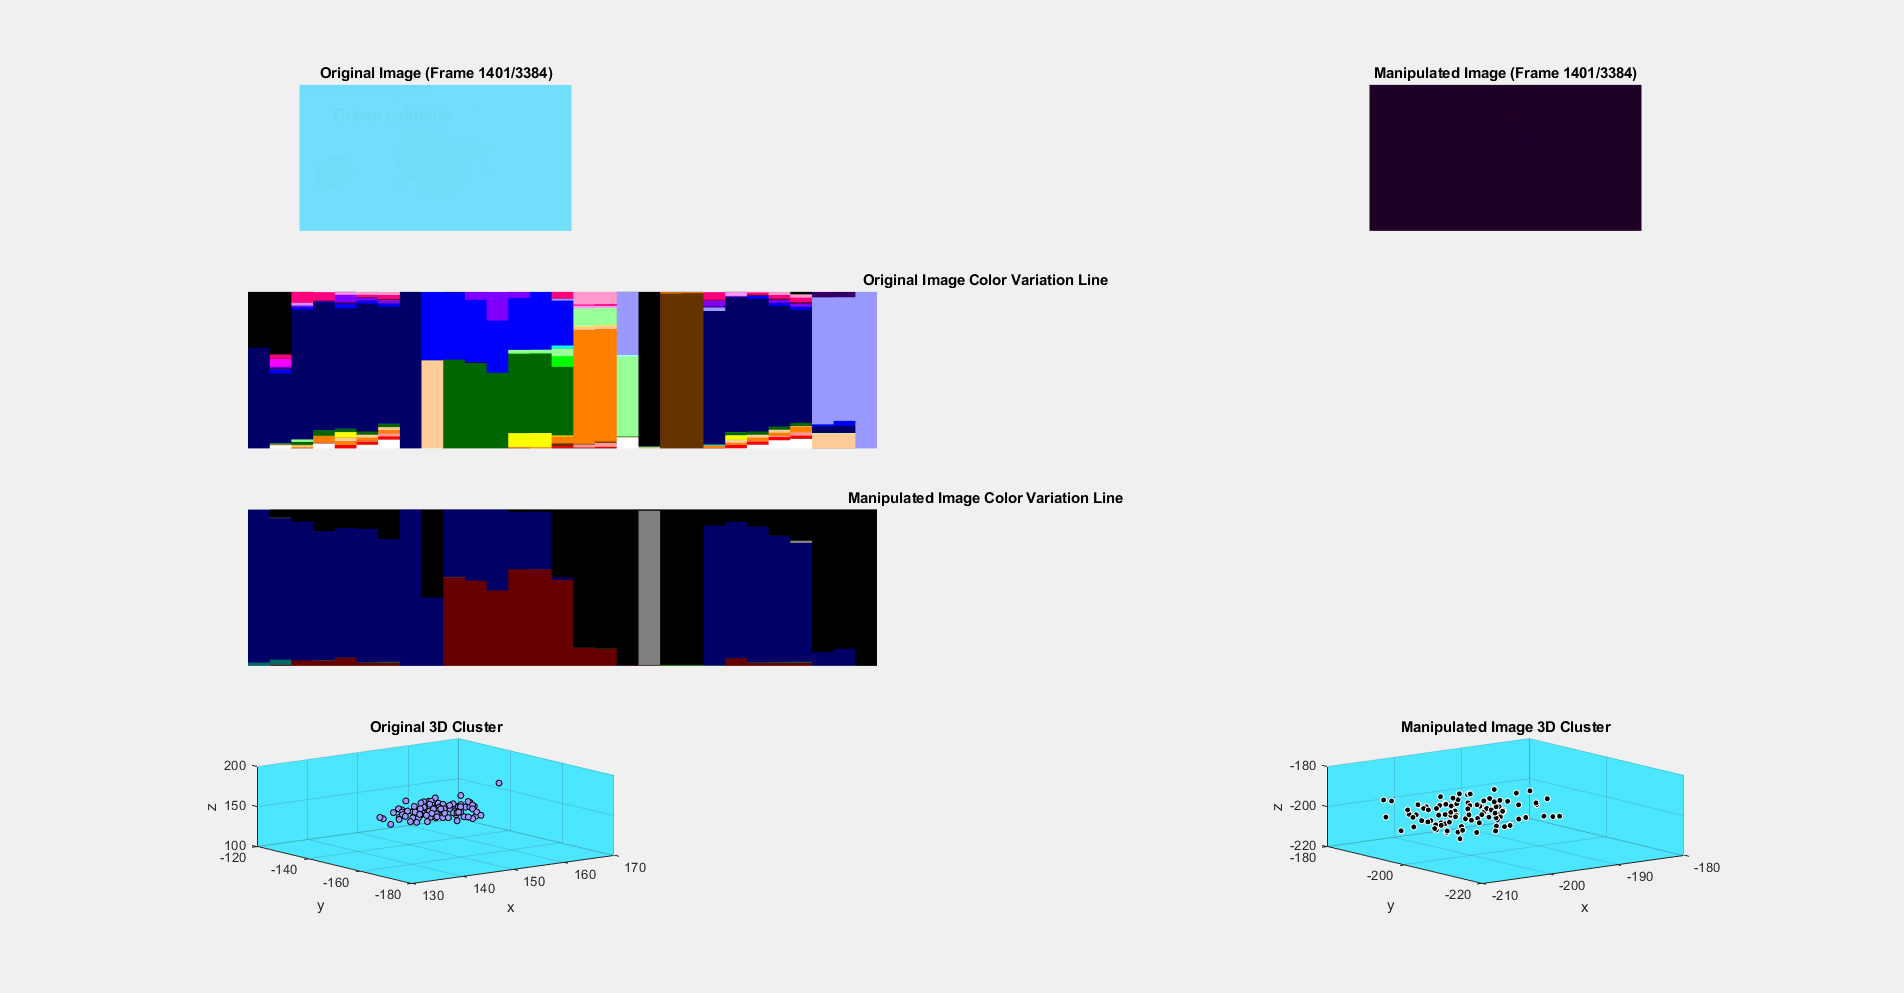 Original Image (Frame 1401/3384)
Manipulated Image (Frame 1401/3384)
Green cabbage
Original Image Color Variation Line
Manipulated Image Color Variation Line
Original 3D Cluster
200
150
100
z
-120
-140
-160
-180
y
130
140
150
160
170
x
Manipulated Image 3D Cluster
-180
-200
-220
z
-180
-200
-220
y
-210
-200
-190
-180
x